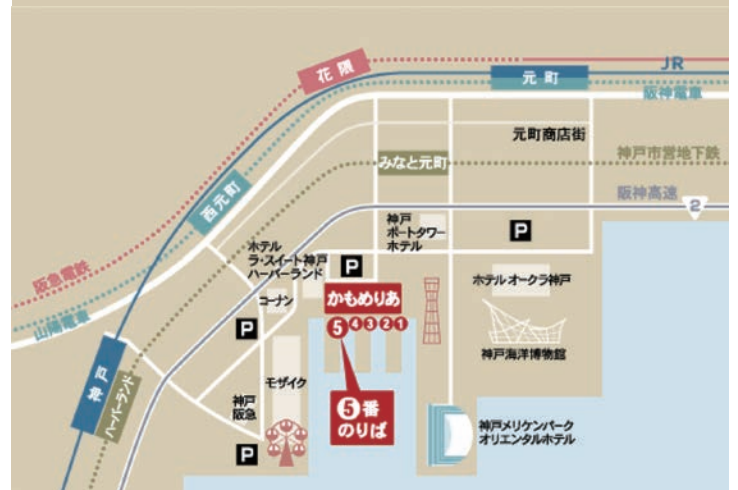 花隈
元町
JR
阪神電車
元町商店街
みなと元町
神戸市営地下鉄
西元町
阪神高速
2
神戸
ポートタワー
ホテル
P
ホテル
ラ・スイート神戸
ハーバーランド
P
阪急電鉄
ホテルオークラ神戸
かもめりあ
コーナン
5 4 3 2 1
山陽電車
P
神戸海洋博物館
神戸
ハーバーランド
モザイク
神戸
阪急
5番
のりば
神戸メリケンパーク
オリエンタルホテル
P